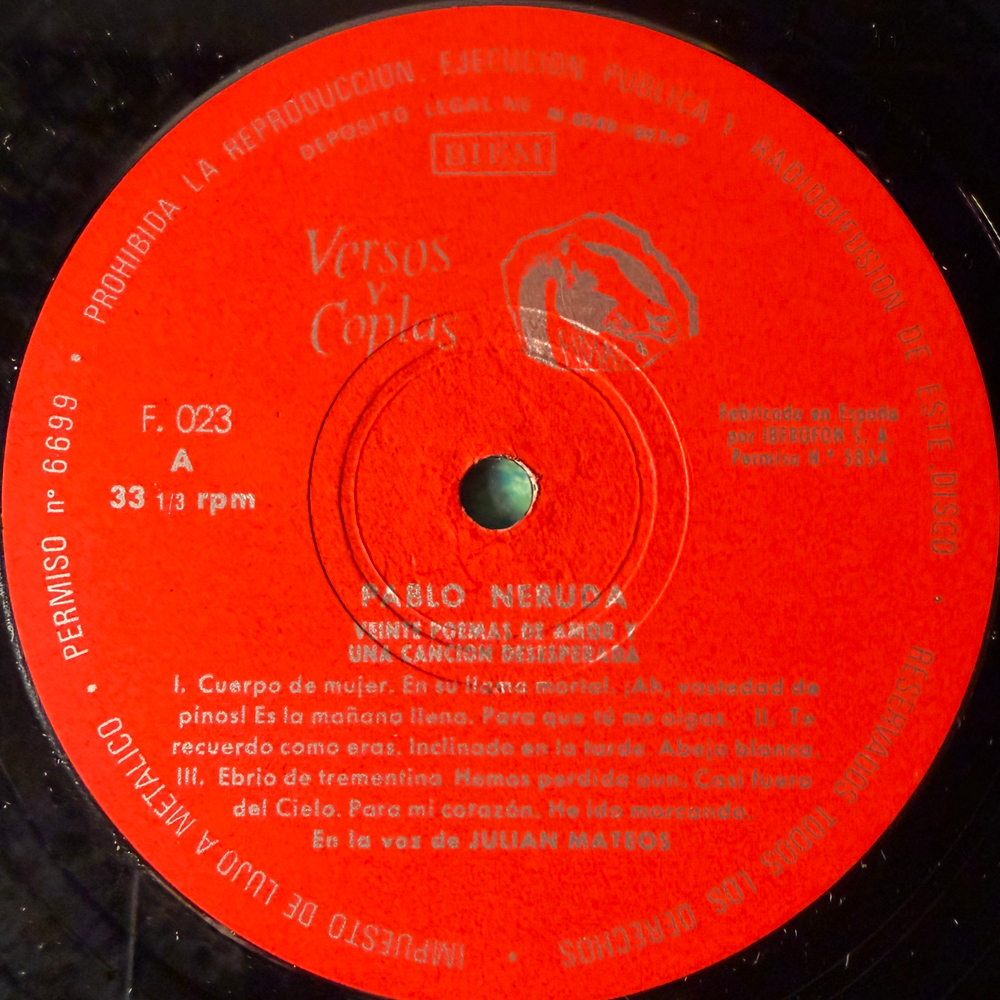 PROHIBIDA LA REPRODUCCION. EJECUCION PUBLICA Y RADIODIFUSION DE ESTE DISCO • RESERVADOS TODOS LOS DERECHOS • IMPUESTO DE LUJO A METALICO • PERMISO nº 6699 •
DEPOSITO LEGAL No M
BIEM
Versos
Y
Coplas
F. 023
A
33 1/3 rpm
Fabricado en España
por IBEROFON S. A.
Permiso N.º 5854
PABLO NERUDA
VEINTE POEMAS DE AMOR Y
UNA CANCION DESESPERADA
I. Cuerpo de mujer. En su llama mortal. ¡Ah, vastedad de
pinos! Es la mañana llena. Para que tú me oigas. II. Te
recuerdo como eras. Inclinado en la tarde. Abeja blanca.
III. Ebrio de trementina Hemos perdido aun. Casi fuera
del Cielo. Para mi corazón. He ido marcando.
En la voz de JULIAN MATEOS